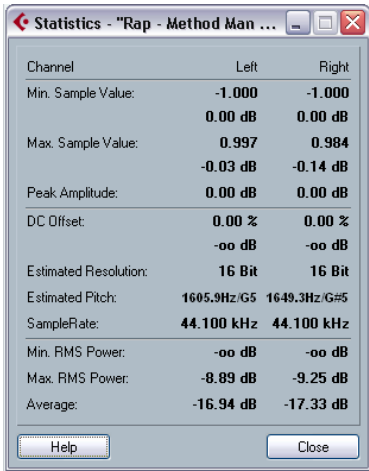 Statistics - "Rap - Method Man ...
Channel Left Right
Min. Sample Value: -1.000 -1.000
0.00 dB 0.00 dB
Max. Sample Value: 0.997 0.984
-0.03 dB -0.14 dB
Peak Amplitude: 0.00 dB 0.00 dB
DC Offset: 0.00 % 0.00 %
-oo dB -oo dB
Estimated Resolution: 16 Bit 16 Bit
Estimated Pitch: 1605.9Hz/G5 1649.3Hz/G#5
SampleRate: 44.100 kHz 44.100 kHz
Min. RMS Power: -oo dB -oo dB
Max. RMS Power: -8.89 dB -9.25 dB
Average: -16.94 dB -17.33 dB
Help Close